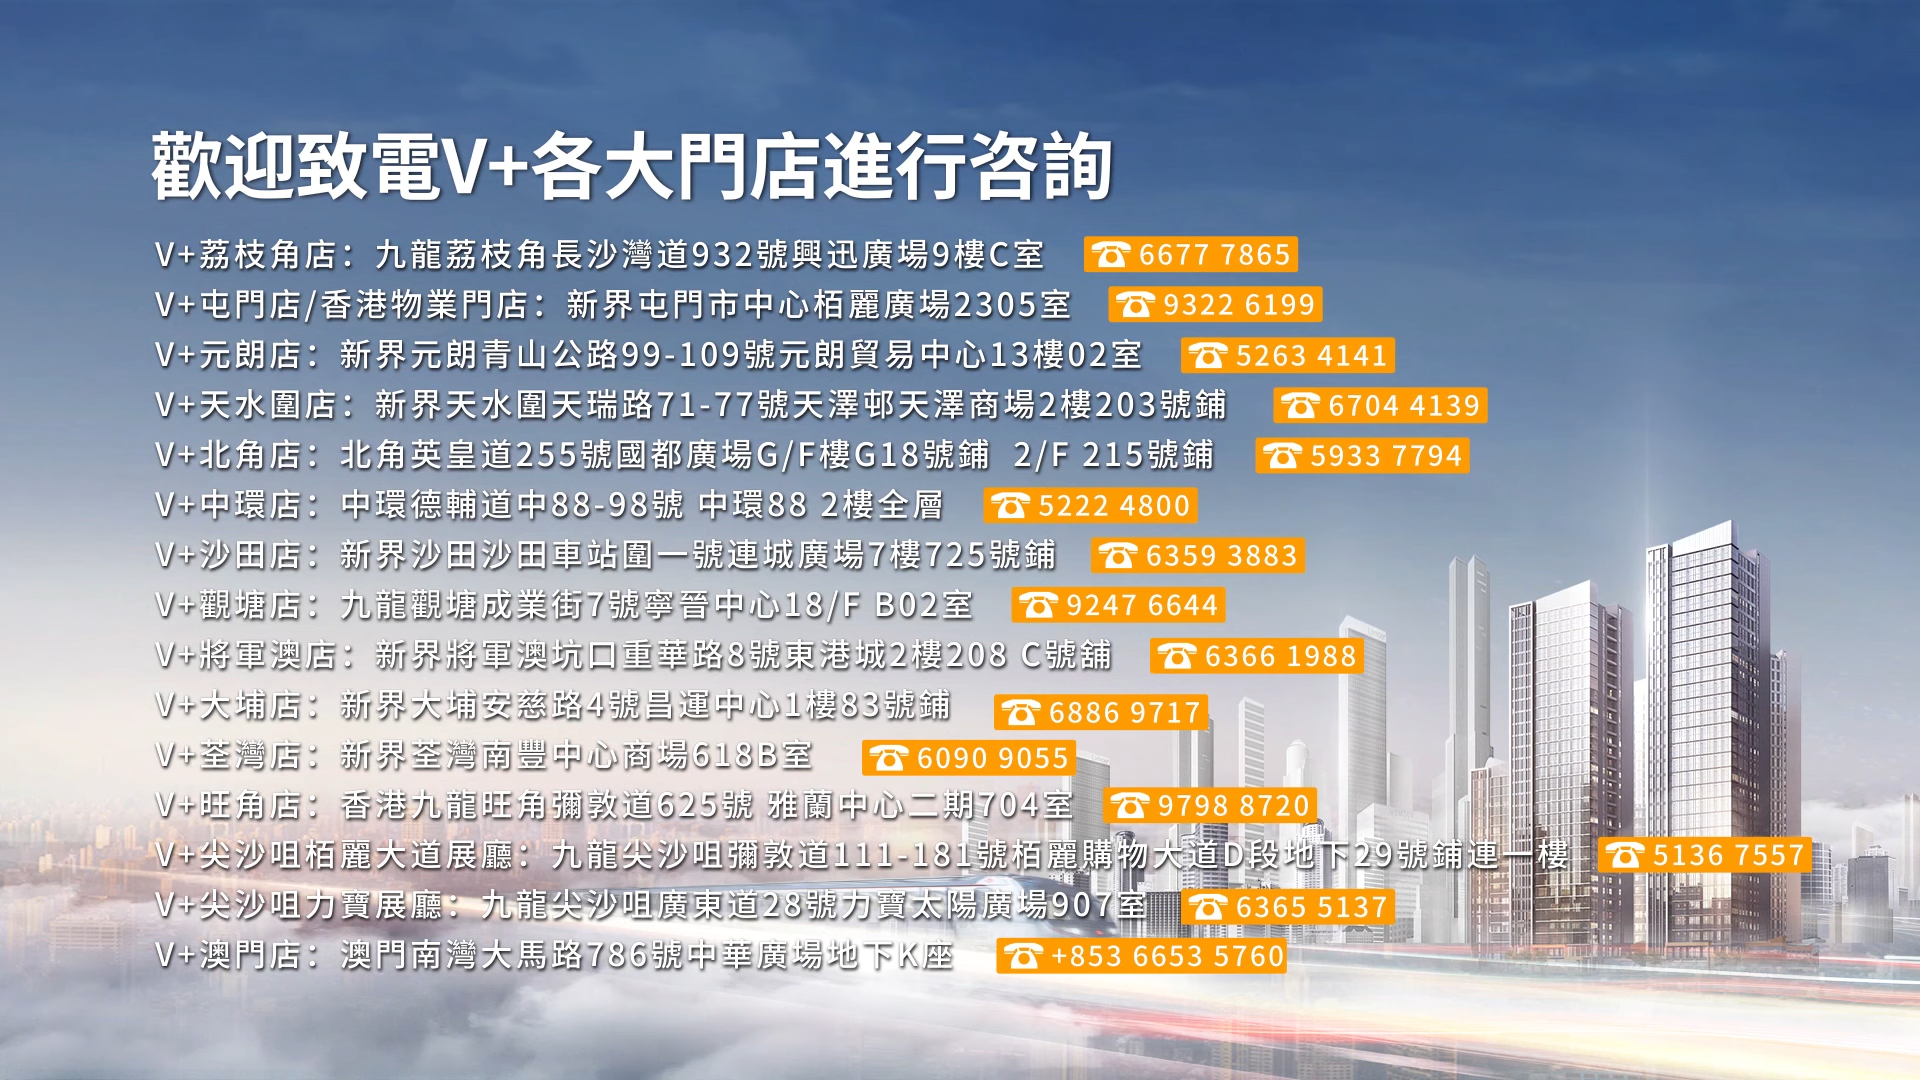 歡迎致電V+各大門店進行咨詢
V+荔枝角店：九龍荔枝角長沙灣道932號興迅廣場9樓C室 6677 7865
V+屯門店/香港物業門店：新界屯門市中心栢麗廣場2305室 9322 6199
V+元朗店：新界元朗青山公路99-109號元朗貿易中心13樓02室 5263 4141
V+天水圍店：新界天水圍天瑞路71-77號天澤邨天澤商場2樓203號鋪 6704 4139
V+北角店：北角英皇道255號國都廣場G/F樓G18號鋪 2/F 215號鋪 5933 7794
V+中環店：中環德輔道中88-98號 中環88 2樓全層 5222 4800
V+沙田店：新界沙田沙田車站圍一號連城廣場7樓725號鋪 6359 3883
V+觀塘店：九龍觀塘成業街7號寧晉中心18/F B02室 9247 6644
V+將軍澳店：新界將軍澳坑口重華路8號東港城2樓208 C號舖 6366 1988
V+大埔店：新界大埔安慈路4號昌運中心1樓83號鋪 6886 9717
V+荃灣店：新界荃灣南豐中心商場618B室 6090 9055
V+旺角店：香港九龍旺角彌敦道625號 雅蘭中心二期704室 9798 8720
V+尖沙咀栢麗大道展廳：九龍尖沙咀彌敦道111-181號栢麗購物大道D段地下29號鋪連一樓 5136 7557
V+尖沙咀力寶展廳：九龍尖沙咀廣東道28號力寶太陽廣場907室 6365 5137
V+澳門店：澳門南灣大馬路786號中華廣場地下K座 +853 6653 5760